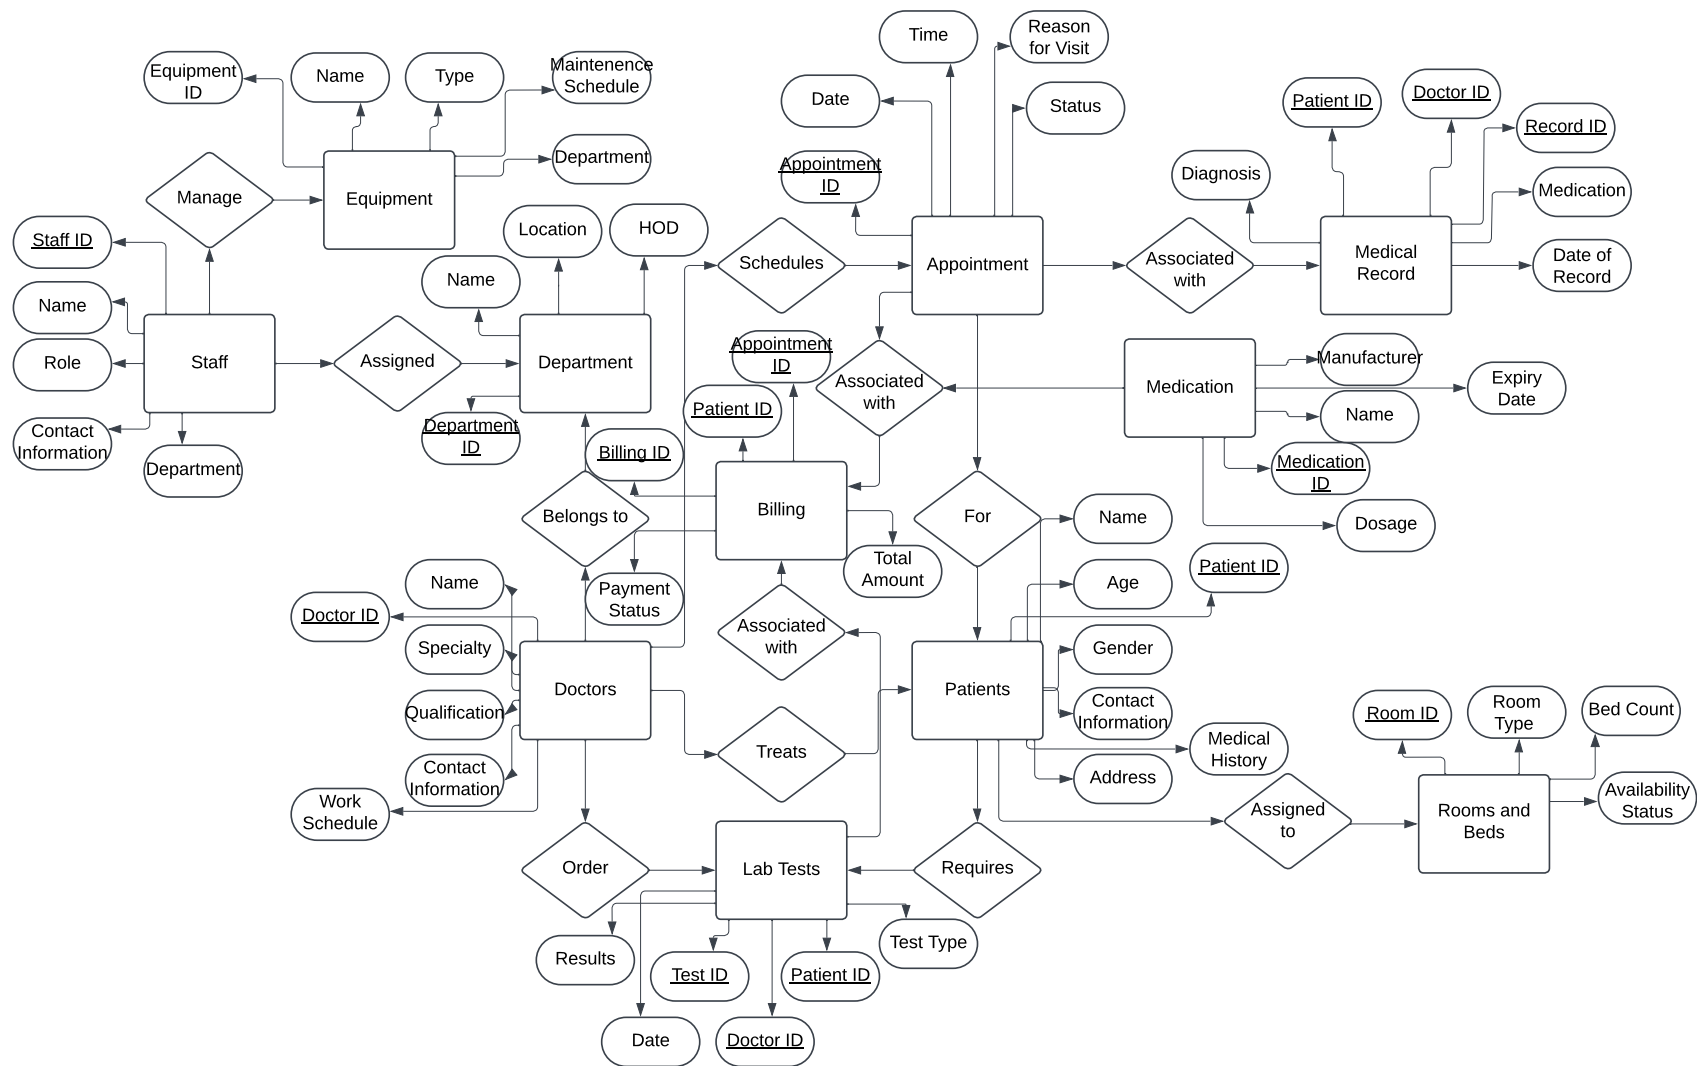 Time
Reason
for Visit
Equipment
ID
Name
Type
Maintenence
Schedule
Date
Status
Patient ID
Doctor ID
Record ID
Department
Appointment
ID
Diagnosis
Medication
Manage
Equipment
Staff ID
Location
HOD
Schedules
Appointment
Associated
with
Medical
Record
Date of
Record
Name
Name
Role
Staff
Assigned
Department
Appointment
ID
Associated
with
Medication
Manufacturer
Expiry
Date
Name
Patient ID
Contact
Information
Department
Department
ID
Billing ID
Medication
ID
Belongs to
Billing
For
Name
Dosage
Total
Amount
Patient ID
Name
Payment
Status
Age
Doctor ID
Specialty
Associated
with
Gender
Doctors
Patients
Qualification
Contact
Information
Room ID
Room
Type
Bed Count
Treats
Medical
History
Contact
Information
Address
Work
Schedule
Assigned
to
Rooms and
Beds
Availability
Status
Order
Lab Tests
Requires
Results
Test ID
Patient ID
Test Type
Date
Doctor ID